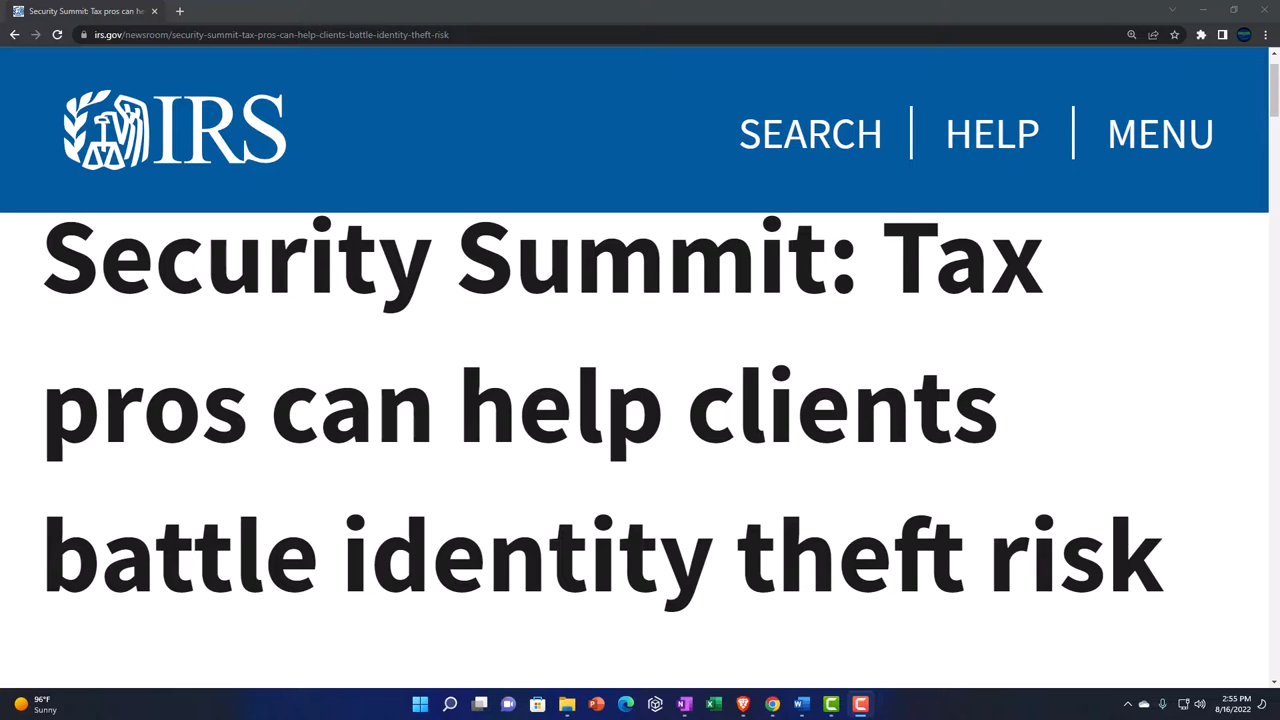 Security Summit: Tax pros can he
irs.gov/newsroom/security-summit-tax-pros-can-help-clients-battle-identity-theft-risk
IRS
SEARCH
HELP
MENU
Security Summit: Tax
pros can help clients
battle identity theft risk
96°F
Sunny
2:55 PM
8/16/2022